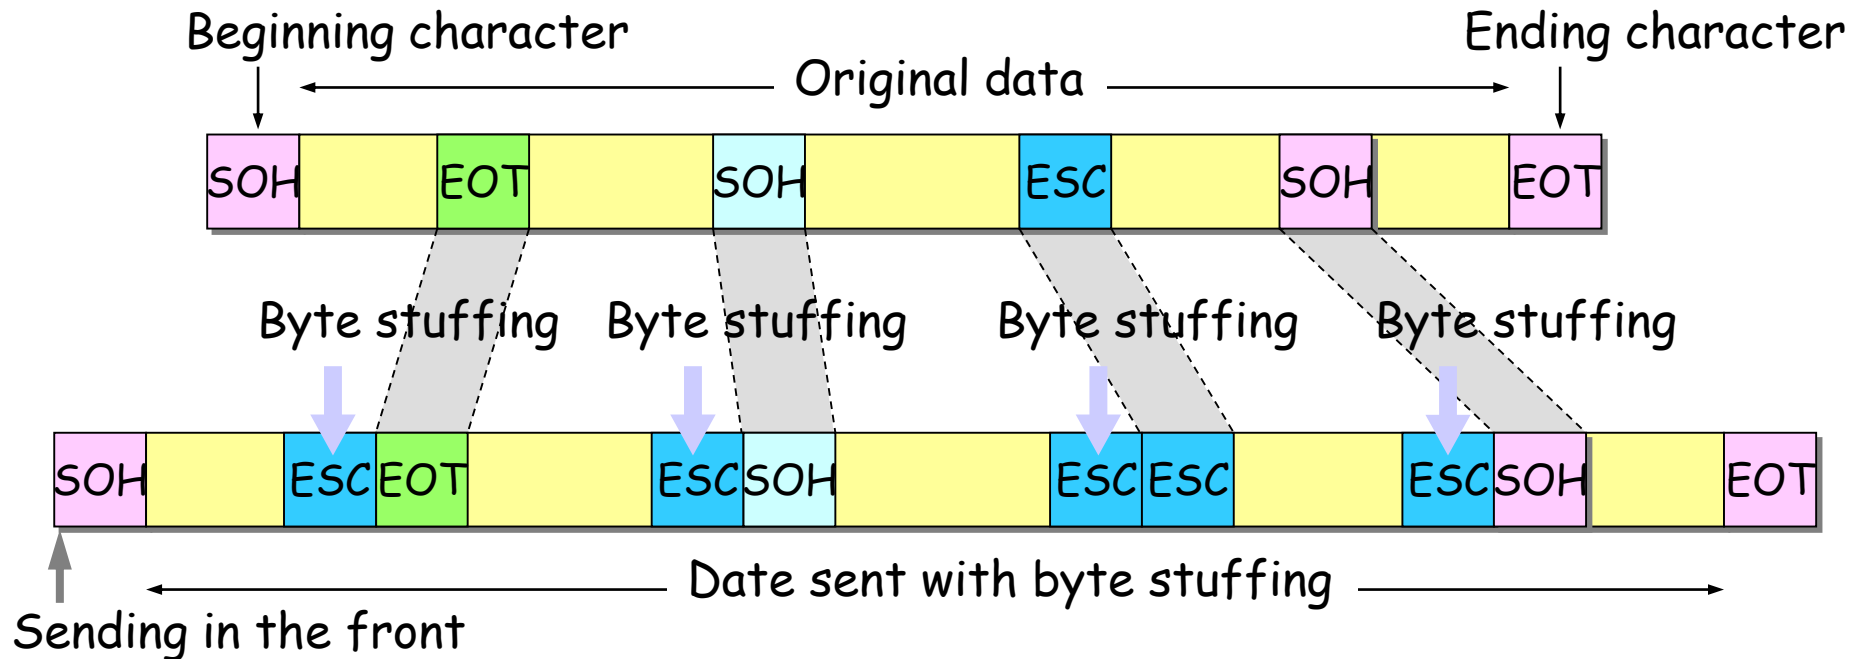 Beginning character
Ending character
Original data
SOH EOT SOH ESC SOH EOT
Byte stuffing Byte stuffing Byte stuffing Byte stuffing
SOH ESC EOT ESC SOH ESC ESC ESC SOH EOT
Date sent with byte stuffing
Sending in the front